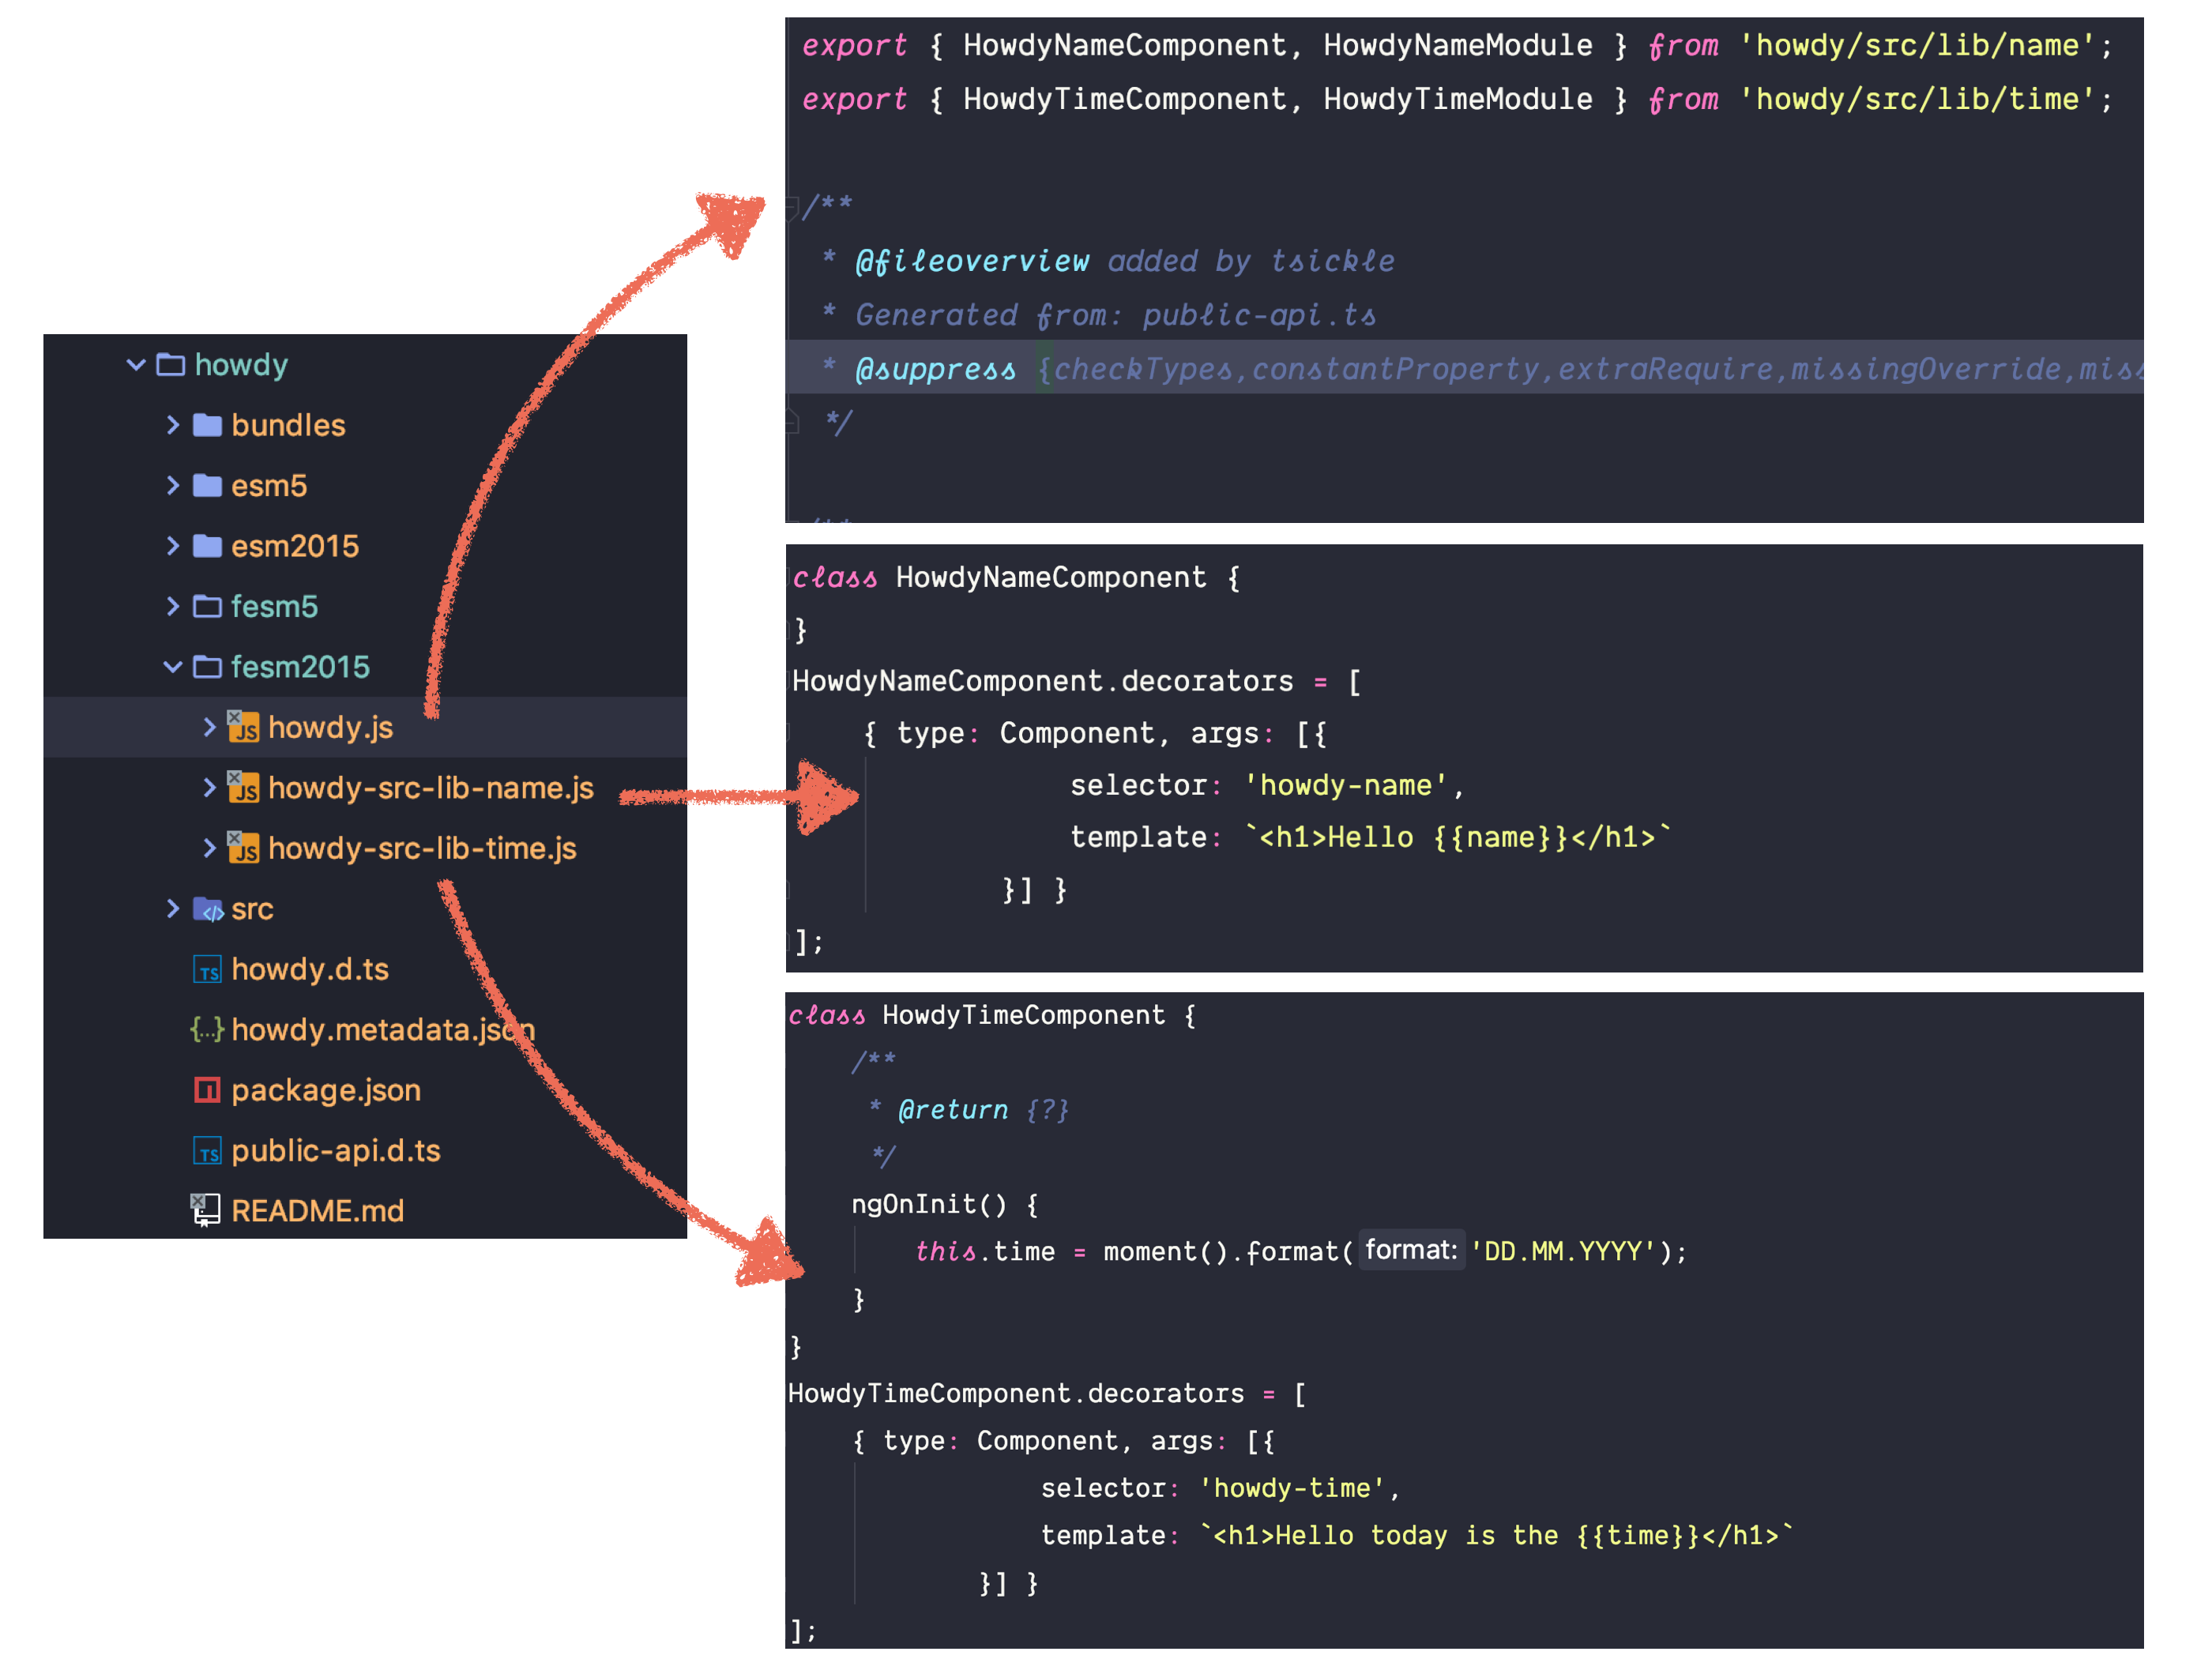 howdy
bundles
esm5
esm2015
fesm5
fesm2015
howdy.js
howdy-src-lib-name.js
howdy-src-lib-time.js
src
howdy.d.ts
howdy.metadata.json
package.json
public-api.d.ts
README.md
export { HowdyNameComponent, HowdyNameModule } from 'howdy/src/lib/name';
export { HowdyTimeComponent, HowdyTimeModule } from 'howdy/src/lib/time';
/**
* @fileoverview added by tsickle
* Generated from: public-api.ts
* @suppress {checkTypes,constantProperty,extraRequire,missingOverride,miss
*/
class HowdyNameComponent {
}
HowdyNameComponent.decorators = [
{ type: Component, args: [{
selector: 'howdy-name',
template: `<h1>Hello {{name}}</h1>`
}] }
];
class HowdyTimeComponent {
/**
* @return {?}
*/
ngOnInit() {
this.time = moment().format( format: 'DD.MM.YYYY');
}
}
HowdyTimeComponent.decorators = [
{ type: Component, args: [{
selector: 'howdy-time',
template: `<h1>Hello today is the {{time}}</h1>`
}] }
];